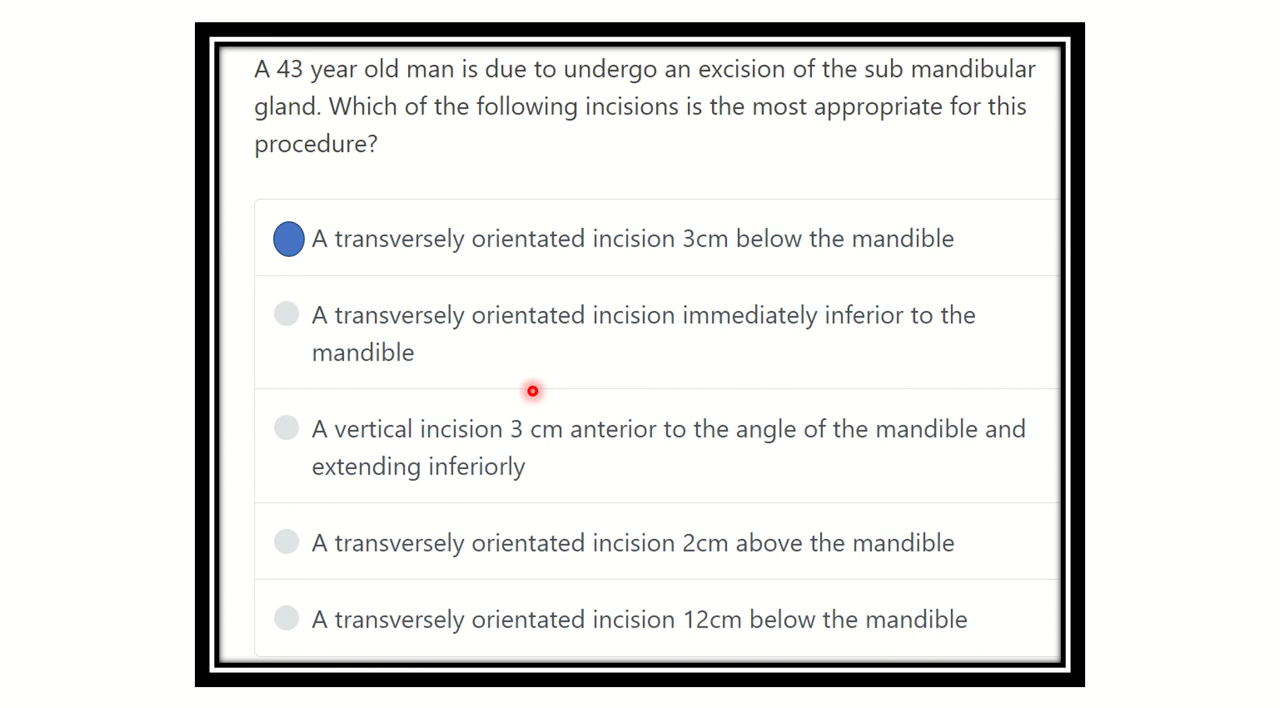 A 43 year old man is due to undergo an excision of the sub mandibular
gland. Which of the following incisions is the most appropriate for this
procedure?
A transversely orientated incision 3cm below the mandible
A transversely orientated incision immediately inferior to the
mandible
A vertical incision 3 cm anterior to the angle of the mandible and
extending inferiorly
A transversely orientated incision 2cm above the mandible
A transversely orientated incision 12cm below the mandible